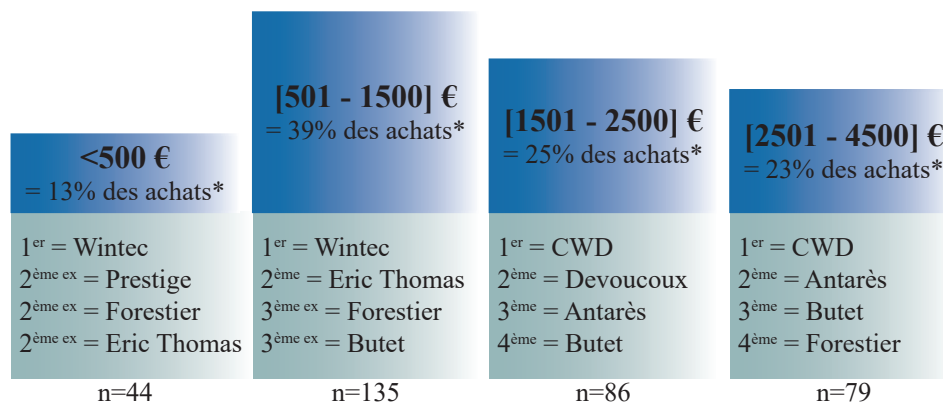 <500 €
= 13% des achats*
1er = Wintec
2ème ex = Prestige
2ème ex = Forestier
2ème ex = Eric Thomas
n=44
[501 - 1500] €
= 39% des achats*
1er = Wintec
2ème = Eric Thomas
3ème ex = Forestier
3ème ex = Butet
n=135
[1501 - 2500] €
= 25% des achats*
1er = CWD
2ème = Devoucoux
3ème = Antarès
4ème = Butet
n=86
[2501 - 4500] €
= 23% des achats*
1er = CWD
2ème = Antarès
3ème = Butet
4ème = Forestier
n=79